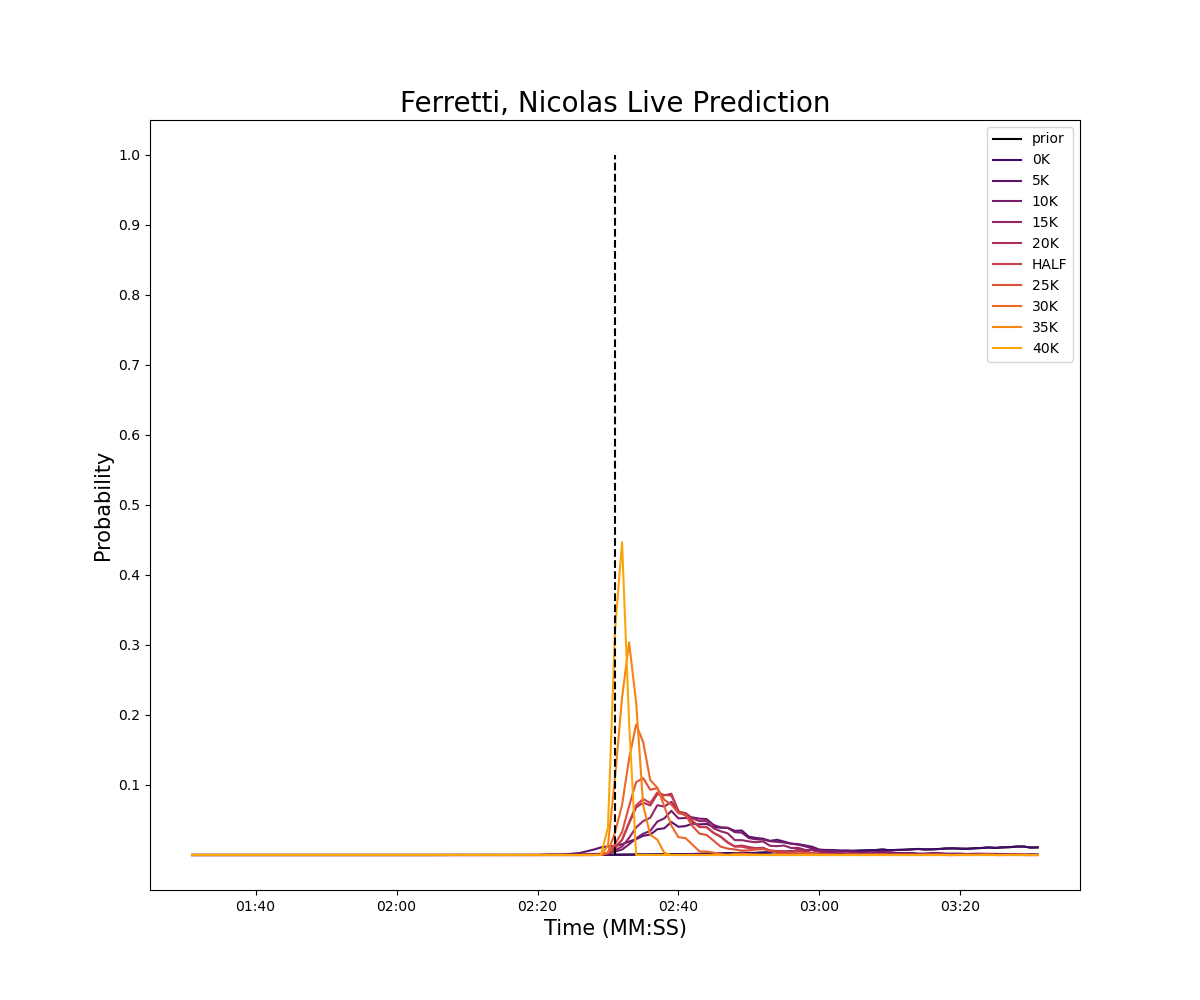 Ferretti, Nicolas Live Prediction
prior
0K
5K
10K
15K
20K
HALF
25K
30K
35K
40K
1.0
0.9
0.8
0.7
0.6
0.5
0.4
0.3
0.2
0.1
Probability
01:40 02:00 02:20 02:40 03:00 03:20
Time (MM:SS)